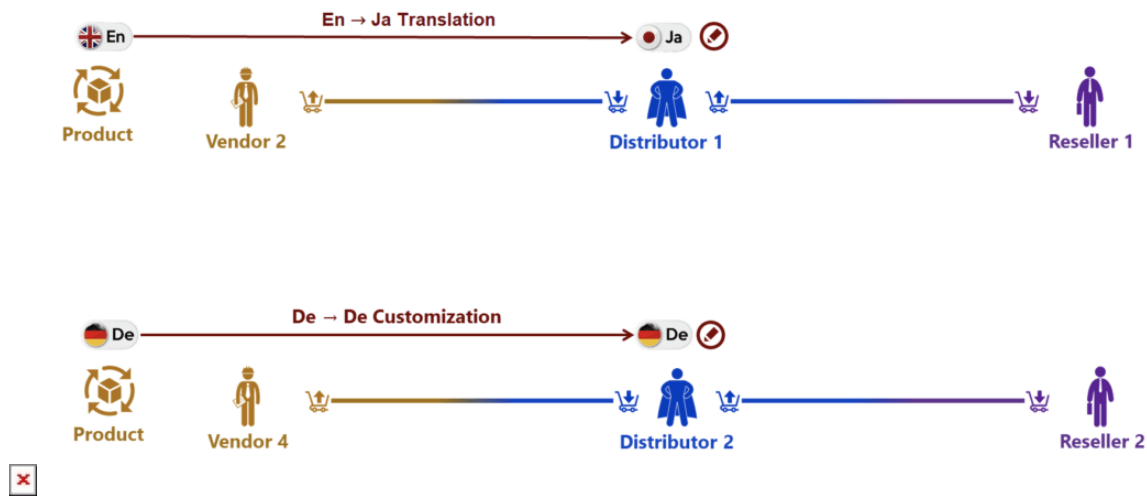 En → Ja Translation
En
Ja
Product
Vendor 2
Distributor 1
Reseller 1
De → De Customization
De
De
Product
Vendor 4
Distributor 2
Reseller 2